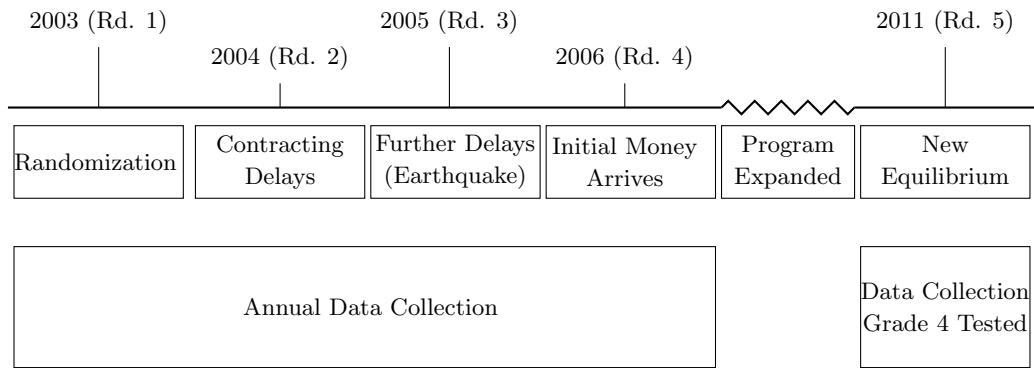 2003 (Rd. 1)
2004 (Rd. 2)
2005 (Rd. 3)
2006 (Rd. 4)
2011 (Rd. 5)
Randomization
Contracting
Delays
Further Delays
(Earthquake)
Initial Money
Arrives
Program
Expanded
New
Equilibrium
Annual Data Collection
Data Collection
Grade 4 Tested